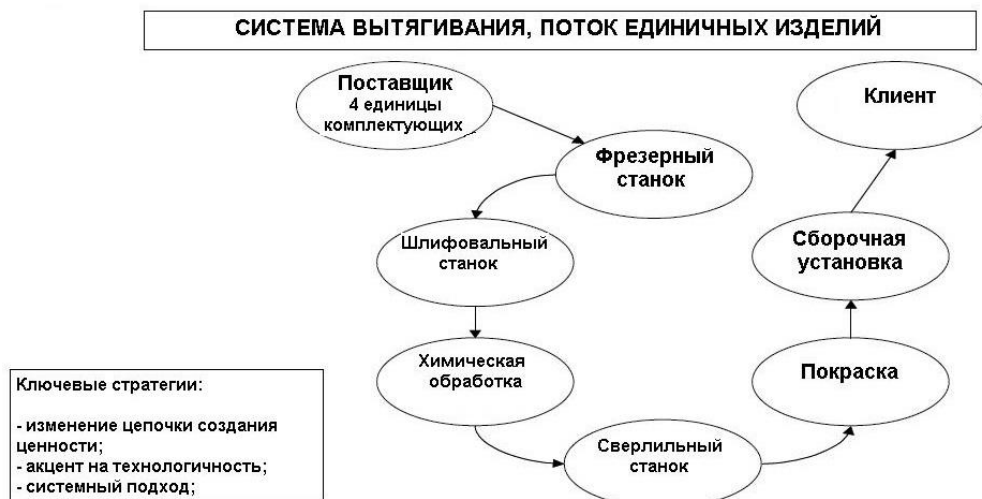 СИСТЕМА ВЫТЯГИВАНИЯ, ПОТОК ЕДИНИЧНЫХ ИЗДЕЛИЙ
Поставщик
4 единицы
комплектующих
Клиент
Фрезерный
станок
Шлифовальный
станок
Сборочная
установка
Химическая
обработка
Покраска
Сверлильный
станок
Ключевые стратегии:
- изменение цепочки создания
ценности;
- акцент на технологичность;
- системный подход;